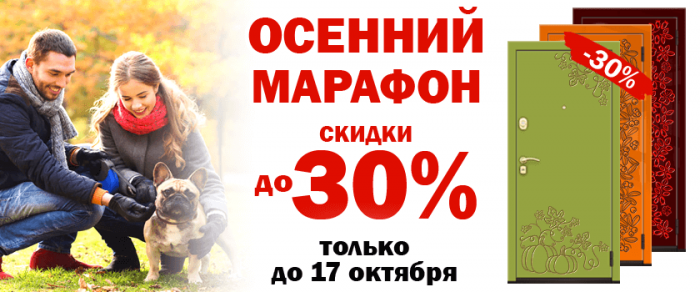 ОСЕННИЙ
МАРАФОН
скидки
до 30%
только
до 17 октября
-30%